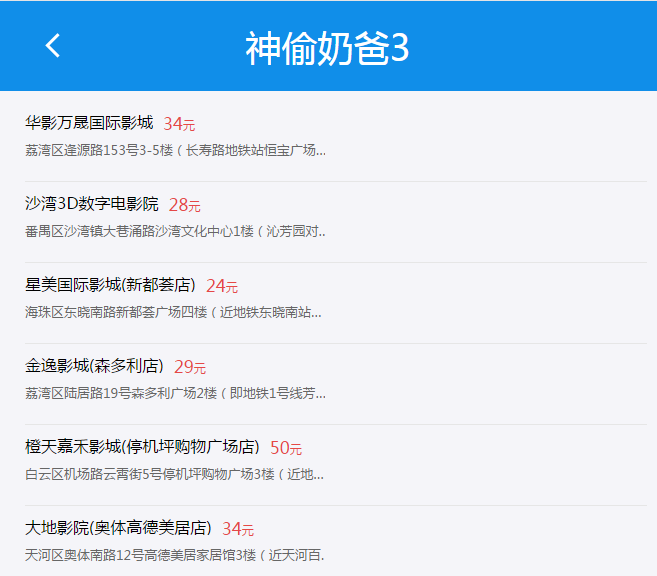 神偷奶爸3
华影万晟国际影城 34元
荔湾区逢源路153号3-5楼（长寿路地铁站恒宝广场...
沙湾3D数字电影院 28元
番禺区沙湾镇大巷涌路沙湾文化中心1楼（沁芳园对..
星美国际影城(新都荟店) 24元
海珠区东晓南路新都荟广场四楼（近地铁东晓南站...
金逸影城(森多利店) 29元
荔湾区陆居路19号森多利广场2楼（即地铁1号线芳...
橙天嘉禾影城(停机坪购物广场店) 50元
白云区机场路云霄街5号停机坪购物广场3楼（近地...
大地影院(奥体高德美居店) 34元
天河区奥体南路12号高德美居家居馆3楼（近天河百.